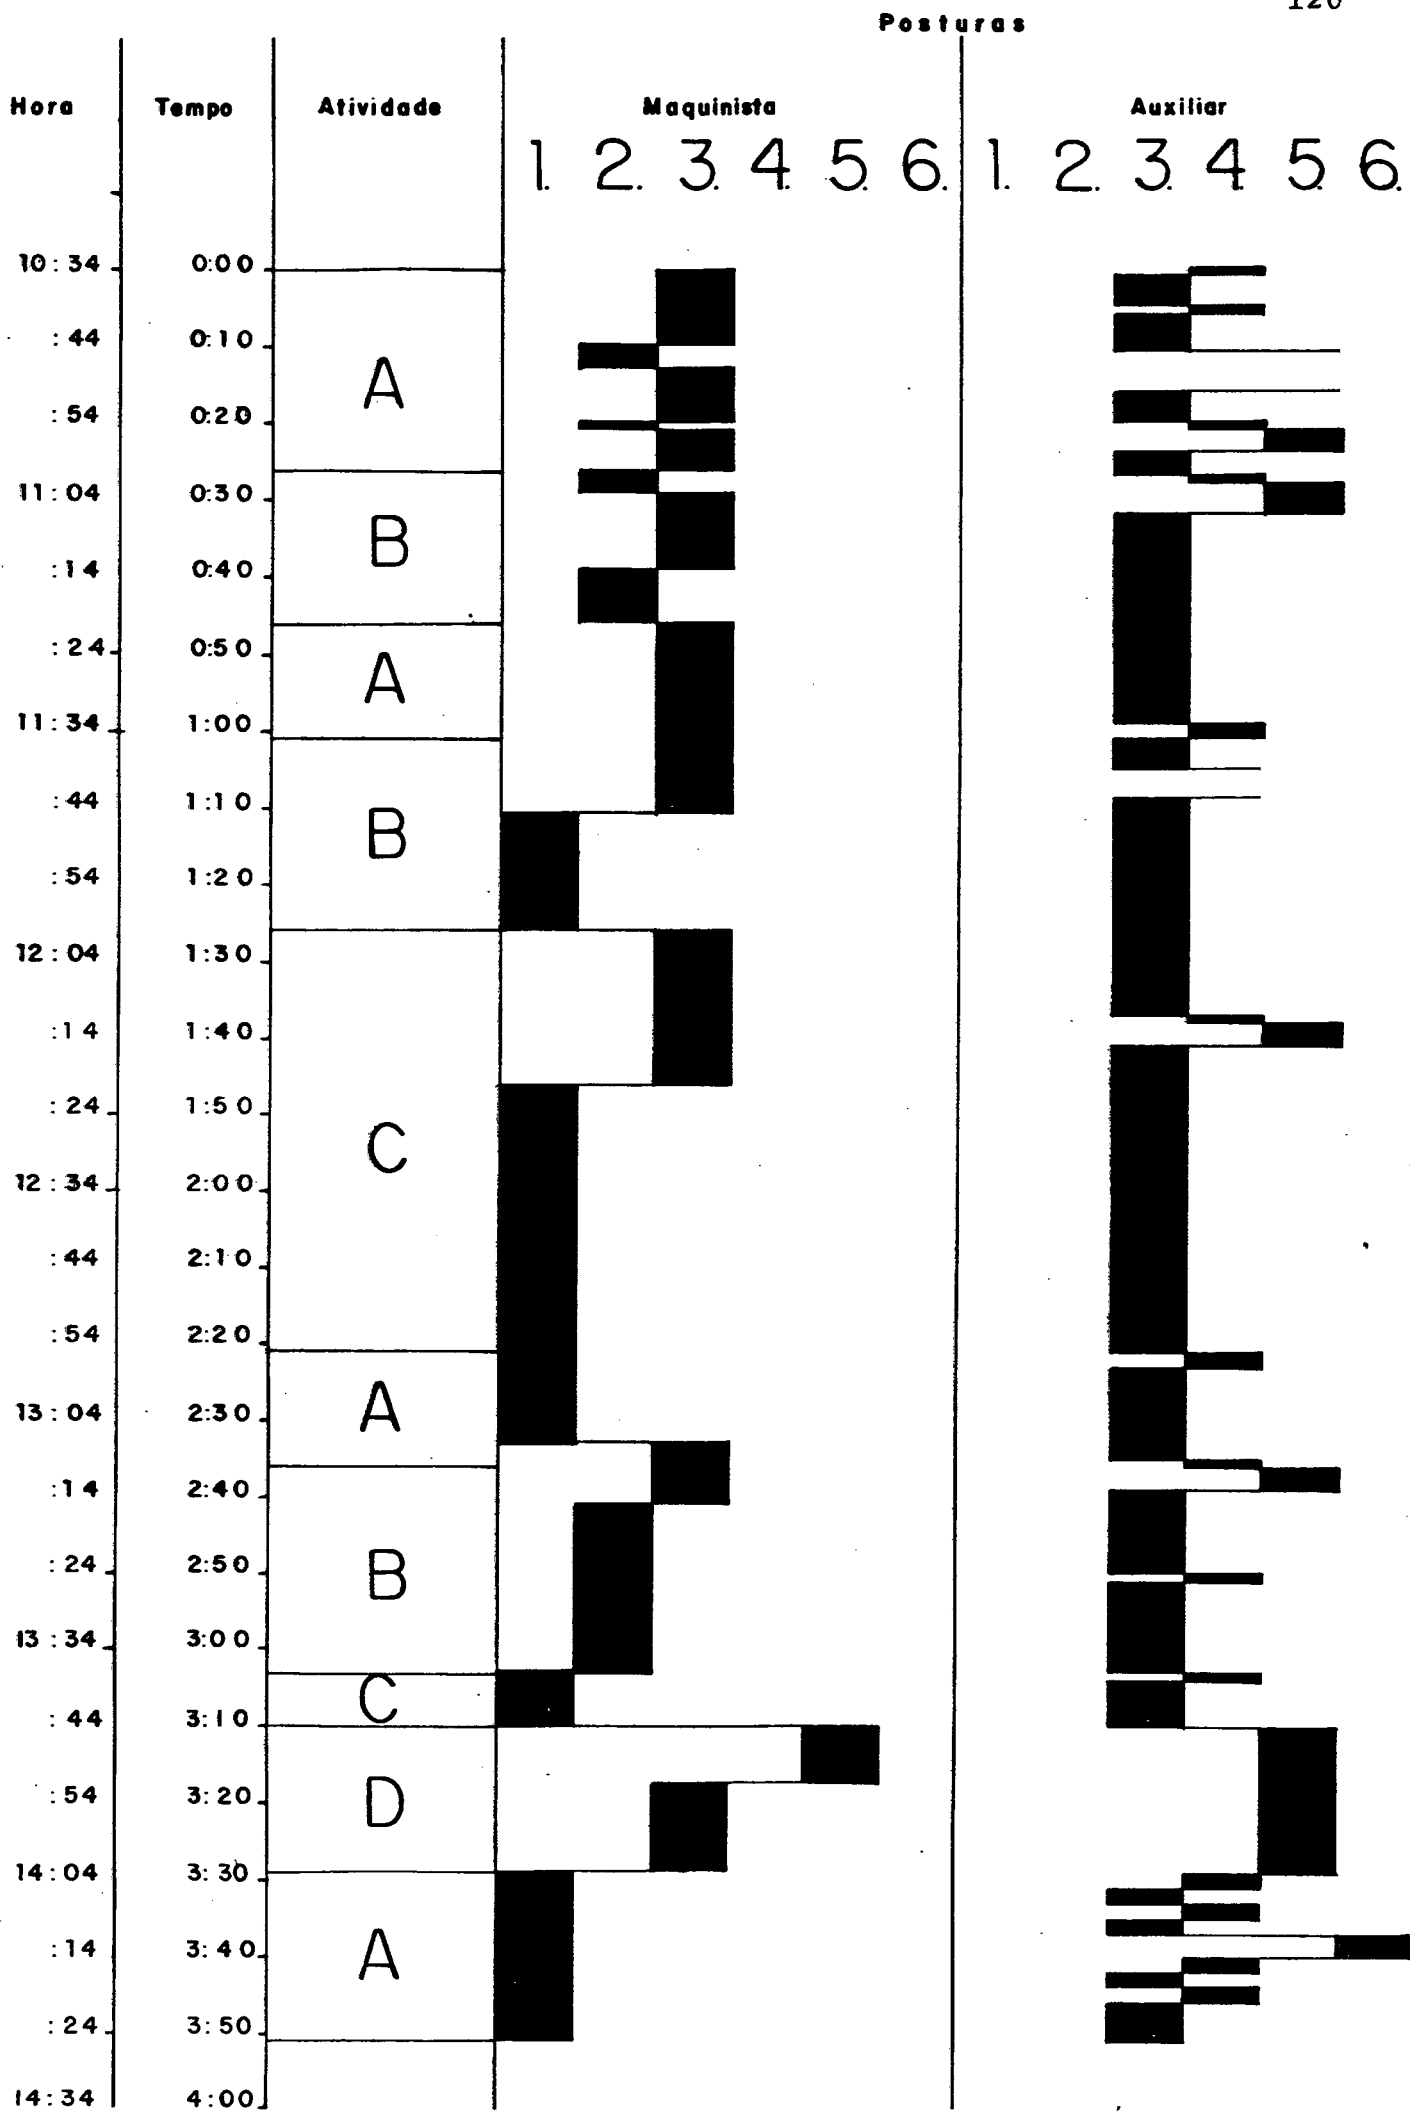 120
Posturas
Hora Tempo Atividade Maquinista Auxiliar
1. 2. 3. 4. 5. 6. 1. 2. 3. 4 5. 6.
10:34 0:00
:44 0:10
A
:54 0:20
11:04 0:30
B
:14 0:40
:24 0:50
A
11:34 1:00
:44 1:10
B
:54 1:20
12:04 1:30
:14 1:40
:24 1:50
C
12:34 2:00
:44 2:10
:54 2:20
13:04 2:30
A
:14 2:40
:24 2:50
B
13:34 3:00
C
:44 3:10
:54 3:20
D
14:04 3:30
:14 3:40
A
:24 3:50
14:34 4:00